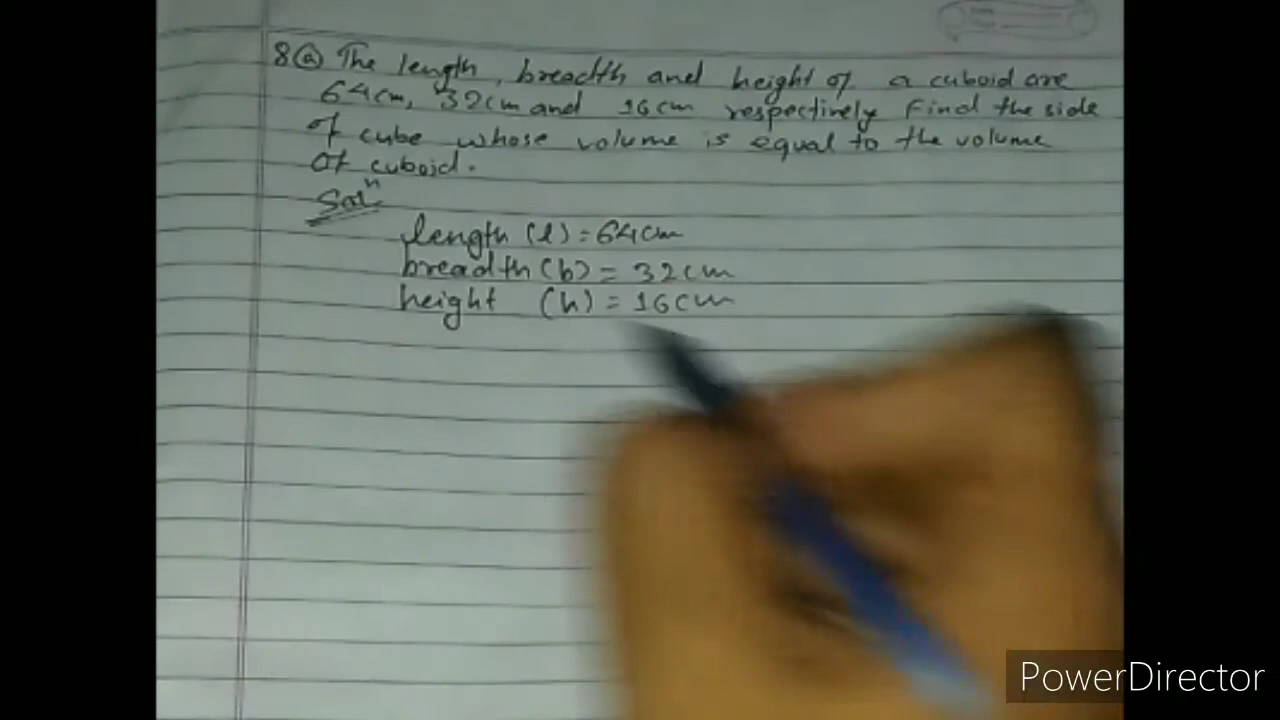 8(a) The length, breadth and height of a cuboid are
64cm, 32cm and 16cm respectively Find the side
of cube whose volume is equal to the volume
of cuboid.
Solⁿ
length (l) = 64cm
breadth (b) = 32cm
height (h) = 16cm
PowerDirector